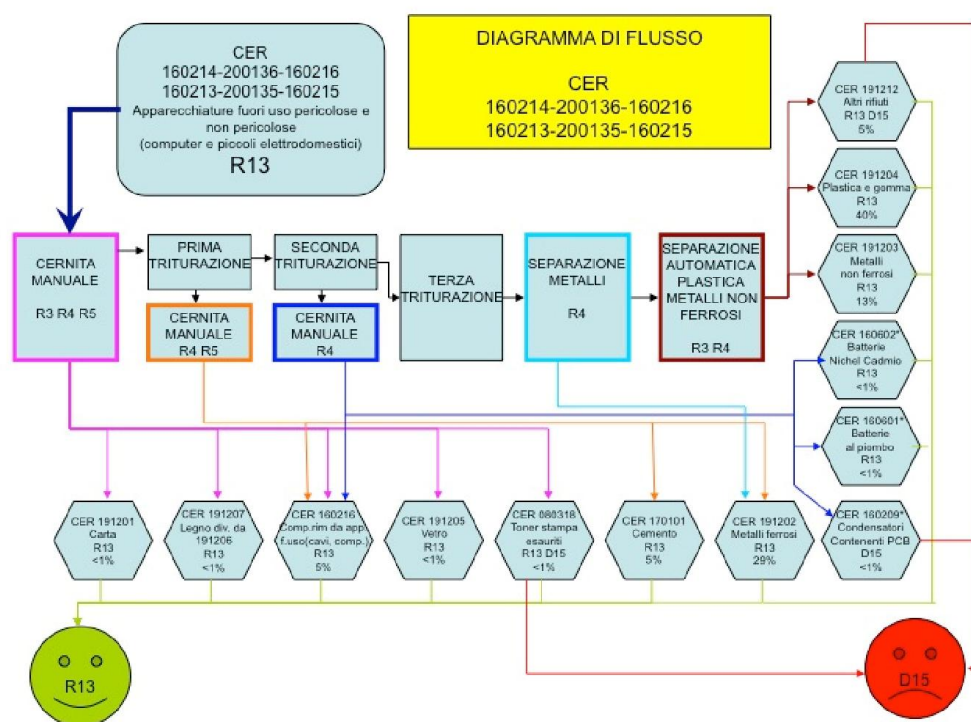 CER
160214-200136-160216
160213-200135-160215
Apparecchiature fuori uso pericolose e
non pericolose
(computer e piccoli elettrodomestici)
R13
DIAGRAMMA DI FLUSSO
CER
160214-200136-160216
160213-200135-160215
CERNITA
MANUALE
R3 R4 R5
PRIMA
TRITURAZIONE
CERNITA
MANUALE
R4 R5
SECONDA
TRITURAZIONE
CERNITA
MANUALE
R4
TERZA
TRITURAZIONE
SEPARAZIONE
METALLI
R4
SEPARAZIONE
AUTOMATICA
PLASTICA
METALLI NON
FERROSI
R3 R4
CER 191212
Altri rifiuti
R13 D15
5%
CER 191204
Plastica e gomma
R13
40%
CER 191203
Metalli
non ferrosi
R13
13%
CER 160602*
Batterie
Nichel Cadmio
R13
<1%
CER 160601*
Batterie
al piombo
R13
<1%
CER 191201
Carta
R13
<1%
CER 191207
Legno div. da
191206
R13
<1%
CER 160216
Comp.rim da app.
f.uso(cavi, comp.)
R13
5%
CER 191205
Vetro
R13
<1%
CER 080318
Toner stampa
esauriti
R13 D15
<1%
CER 170101
Cemento
R13
5%
CER 191202
Metalli ferrosi
R13
29%
CER 160209*
Condensatori
Contenenti PCB
D15
<1%
R13
D15